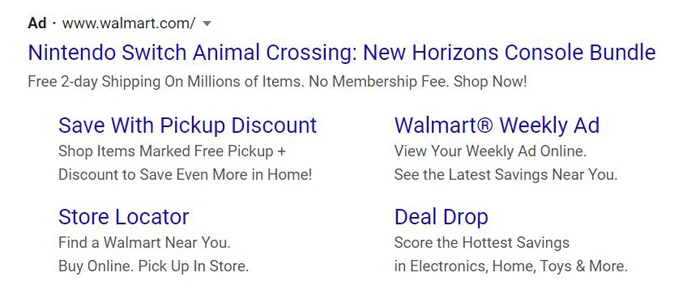 Ad · www.walmart.com/
Nintendo Switch Animal Crossing: New Horizons Console Bundle
Free 2-day Shipping On Millions of Items. No Membership Fee. Shop Now!
Save With Pickup Discount
Shop Items Marked Free Pickup +
Discount to Save Even More in Home!
Walmart® Weekly Ad
View Your Weekly Ad Online.
See the Latest Savings Near You.
Store Locator
Find a Walmart Near You.
Buy Online. Pick Up In Store.
Deal Drop
Score the Hottest Savings
in Electronics, Home, Toys & More.